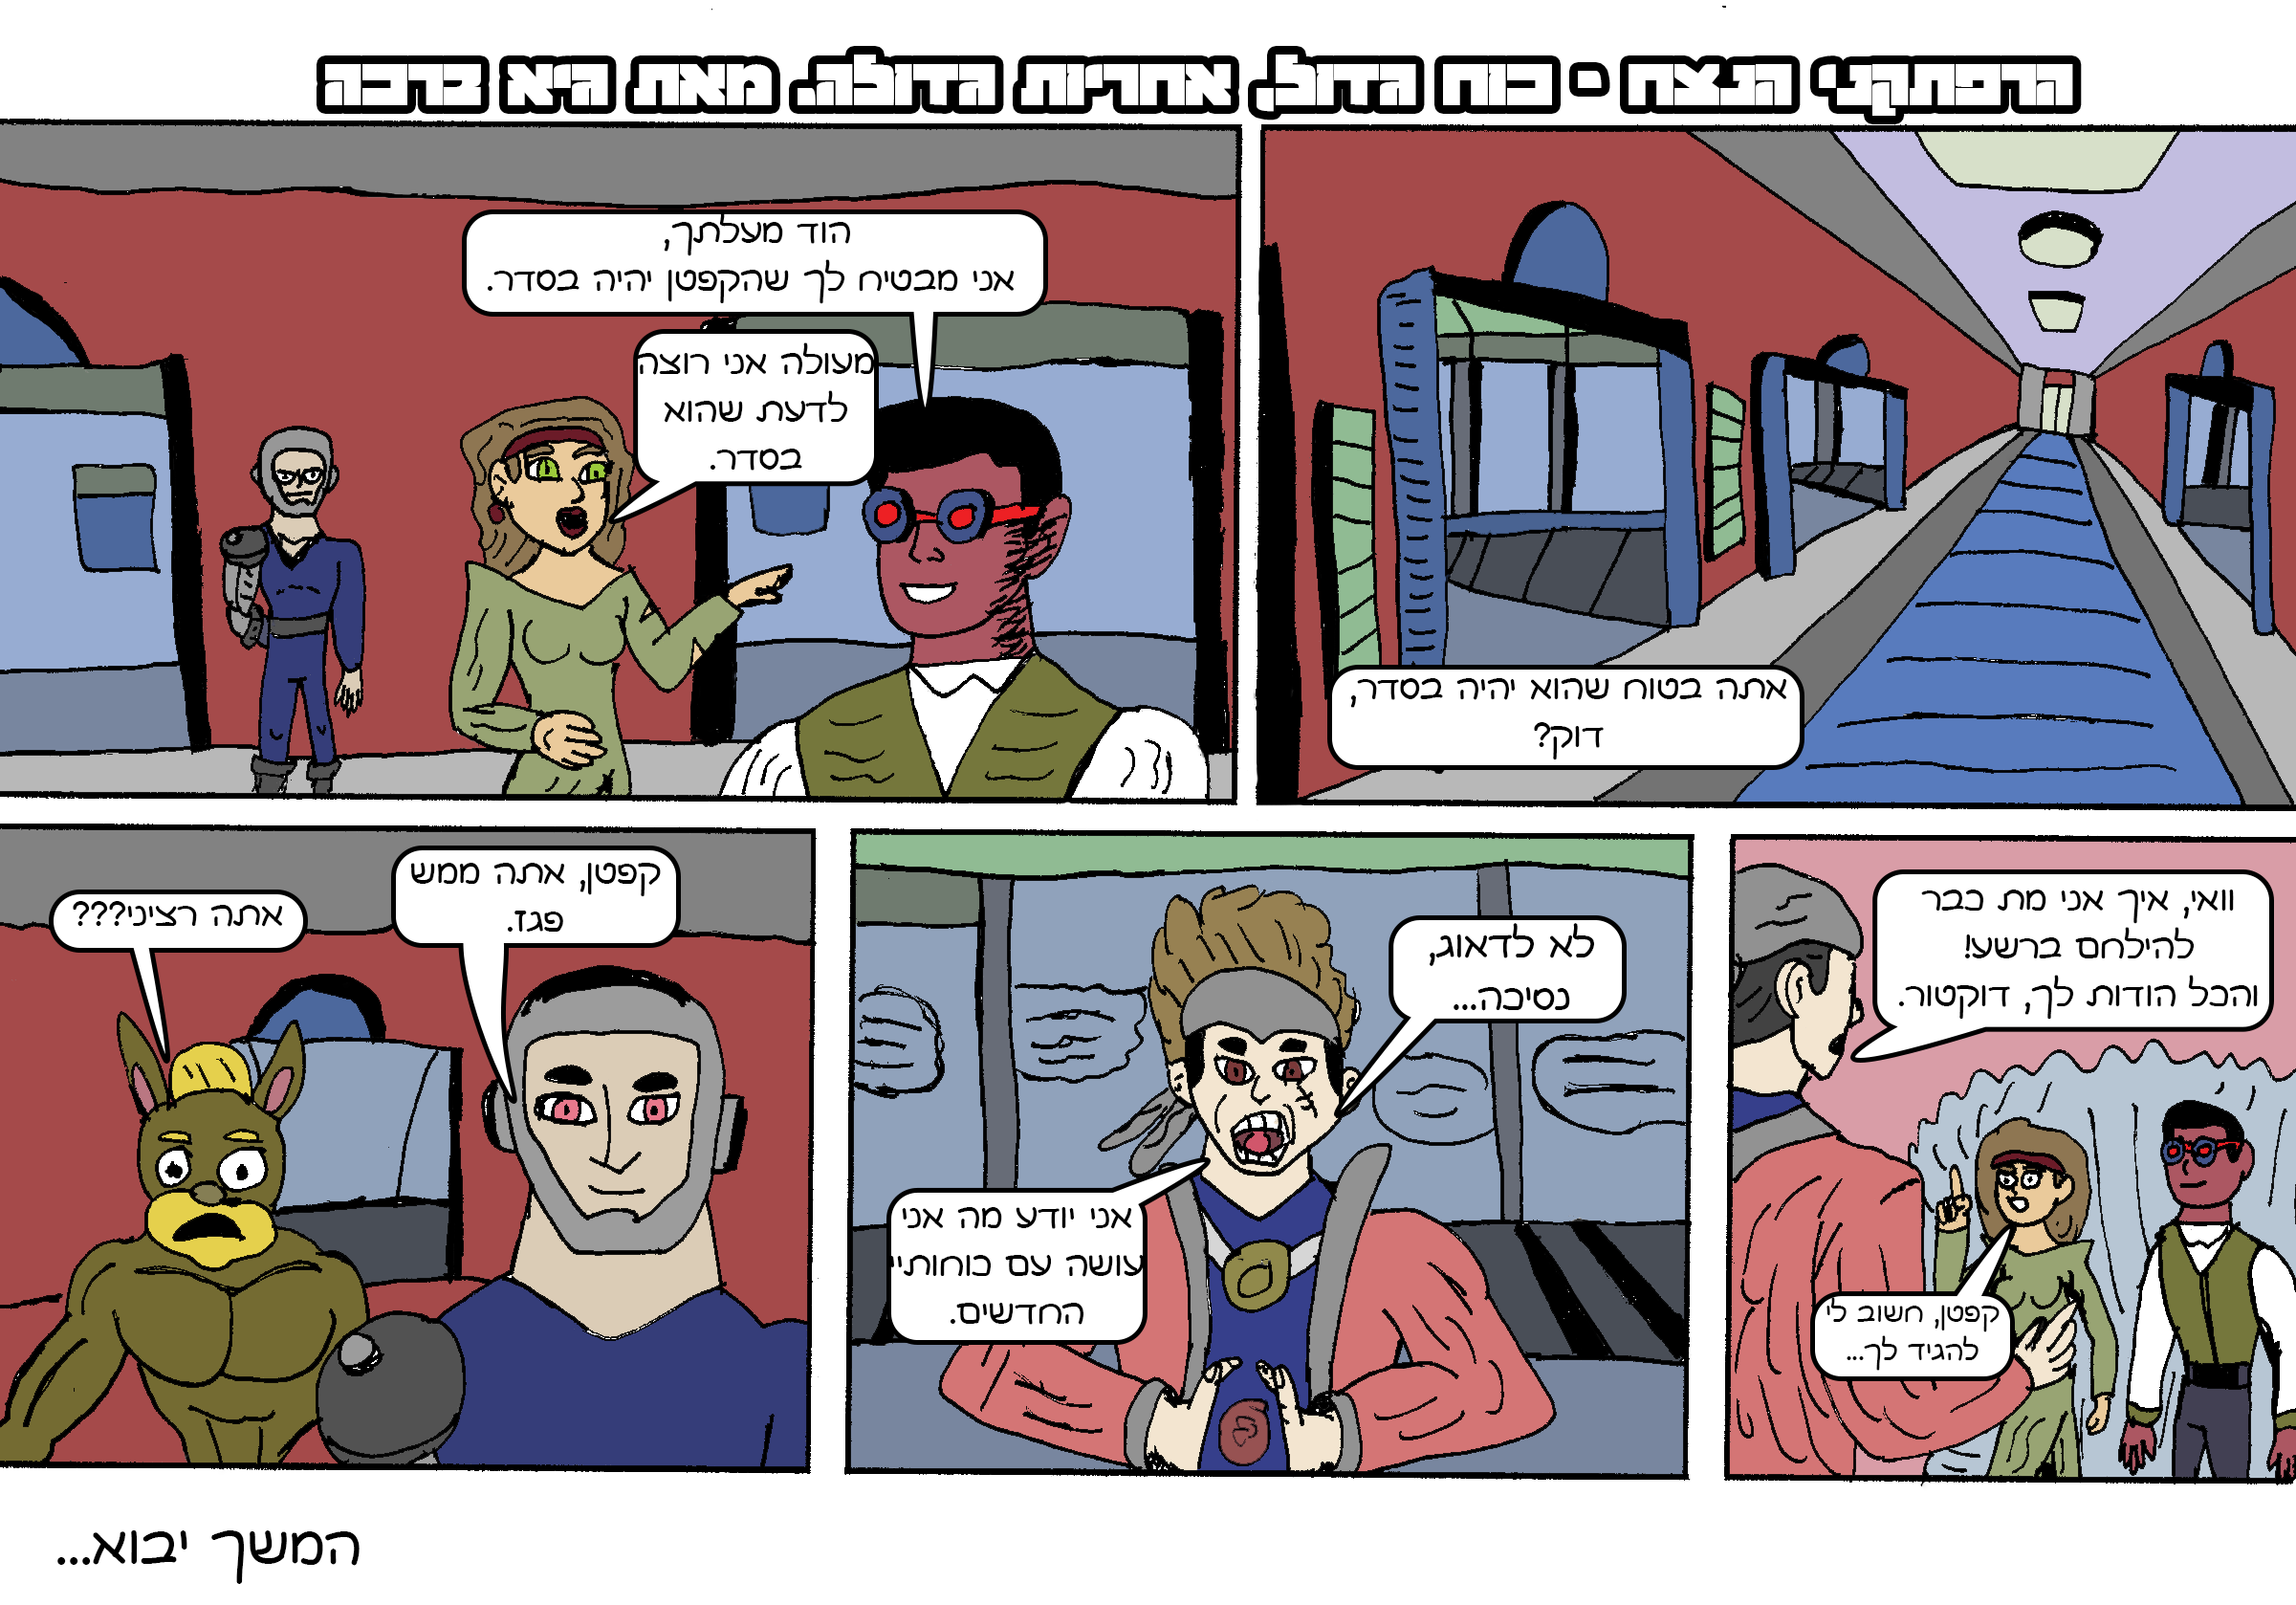 הרפתקני הנצח - כוח גדול, אחריות גדולה. מאת גיא ברכה
אתה בטוח שהוא יהיה בסדר,
דוק?
הוד מעלתך,
אני מבטיח לך שהקפטן יהיה בסדר.
מעולה אני רוצה
לדעת שהוא
בסדר.
וואי, איך אני מת כבר
להילחם ברשע!
והכל הודות לך, דוקטור.
קפטן, חשוב לי
להגיד לך...
לא לדאוג,
נסיכה...
אני יודע מה אני
עושה עם כוחותיי
החדשים.
קפטן, אתה ממש
פגז.
אתה רציני???
המשך יבוא...